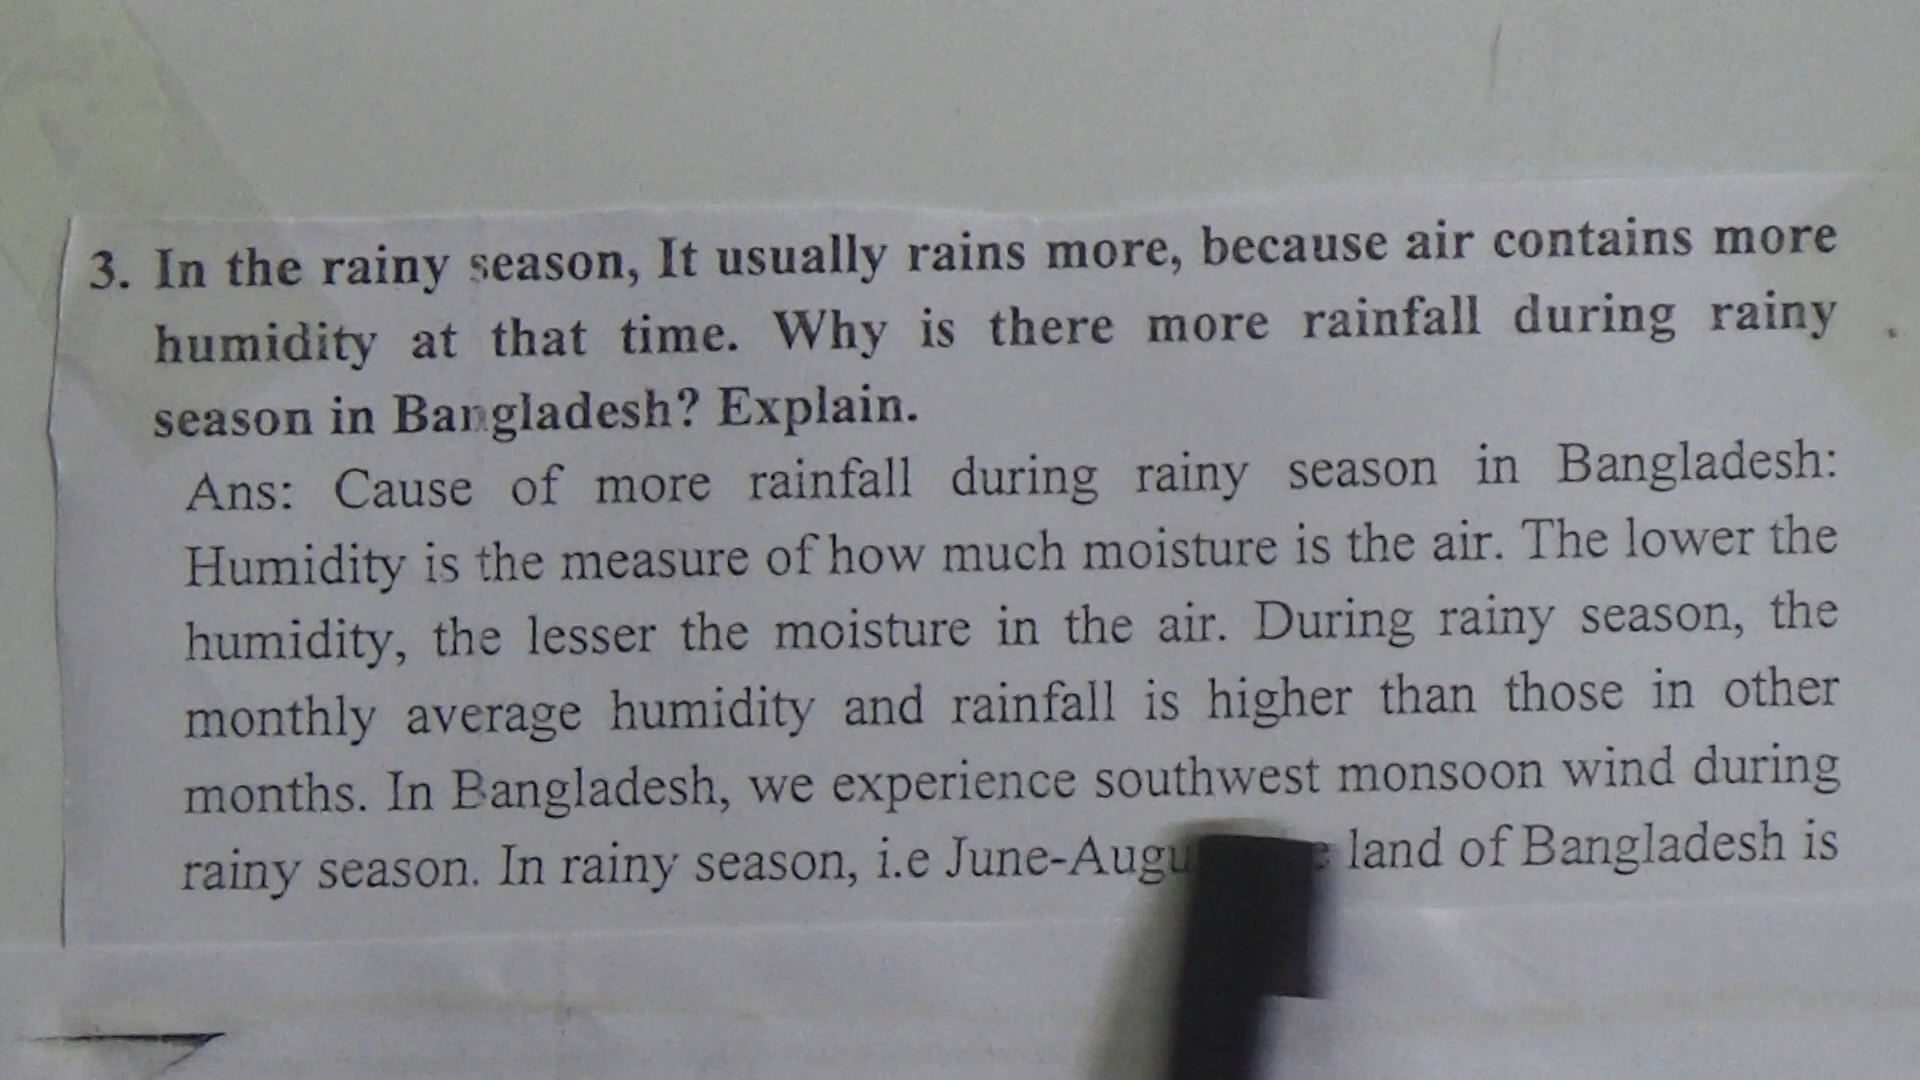 3. In the rainy season, It usually rains more, because air contains more
humidity at that time. Why is there more rainfall during rainy
season in Bangladesh? Explain.
Ans: Cause of more rainfall during rainy season in Bangladesh:
Humidity is the measure of how much moisture is the air. The lower the
humidity, the lesser the moisture in the air. During rainy season, the
monthly average humidity and rainfall is higher than those in other
months. In Bangladesh, we experience southwest monsoon wind during
rainy season. In rainy season, i.e land of Bangladesh is